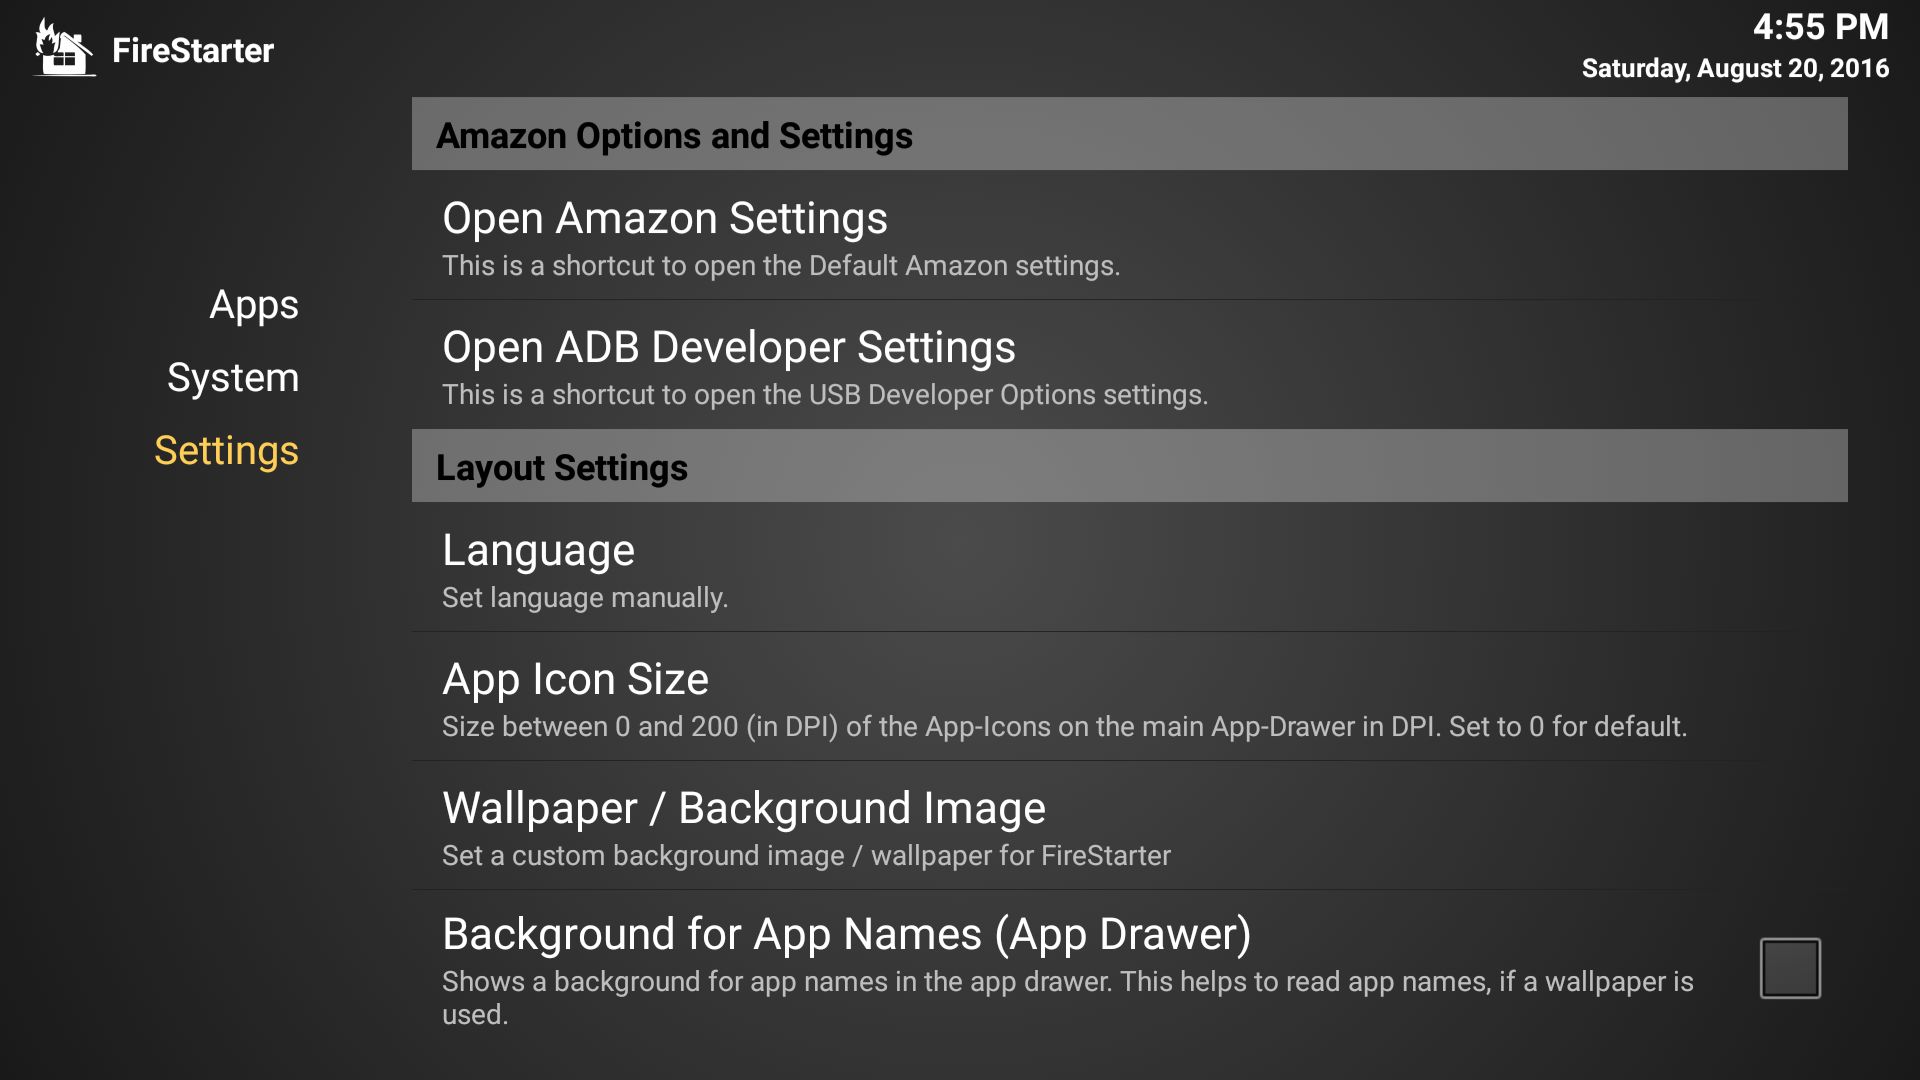 FireStarter
4:55 PM
Saturday, August 20, 2016
Apps
System
Settings
Amazon Options and Settings
Open Amazon Settings
This is a shortcut to open the Default Amazon settings.
Open ADB Developer Settings
This is a shortcut to open the USB Developer Options settings.
Layout Settings
Language
Set language manually.
App Icon Size
Size between 0 and 200 (in DPI) of the App-Icons on the main App-Drawer in DPI. Set to 0 for default.
Wallpaper / Background Image
Set a custom background image / wallpaper for FireStarter
Background for App Names (App Drawer)
Shows a background for app names in the app drawer. This helps to read app names, if a wallpaper is
used.